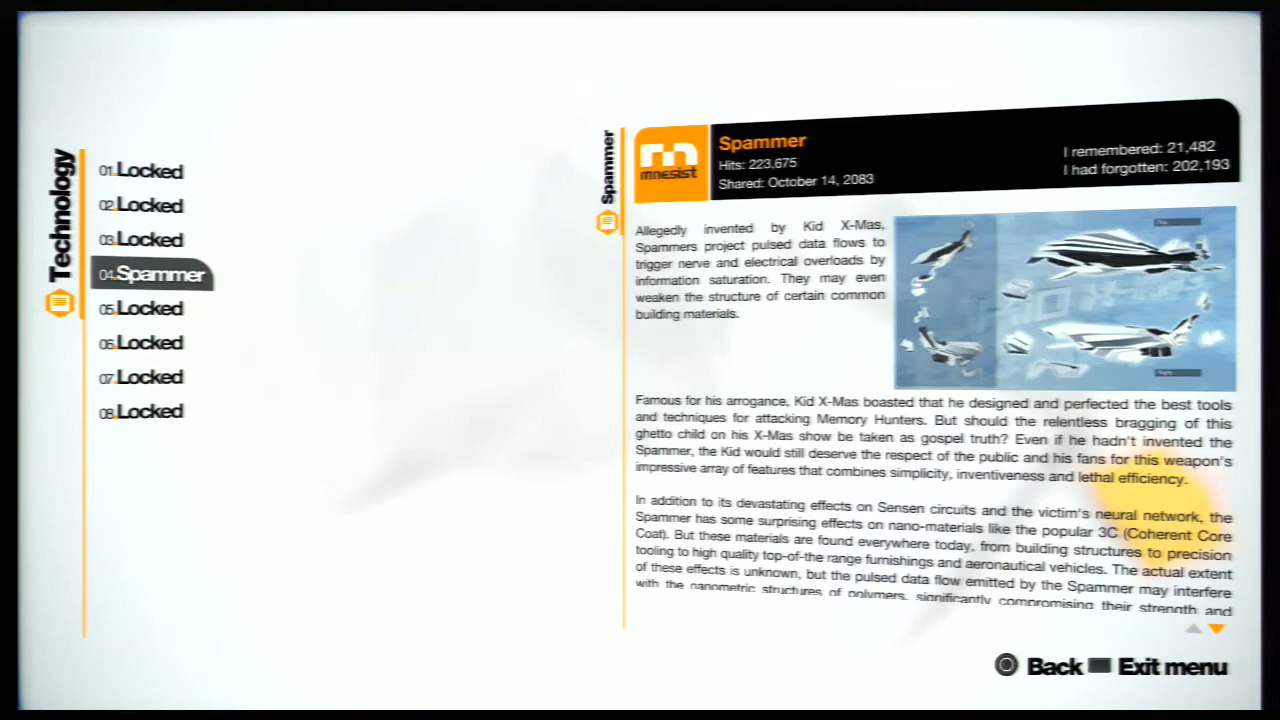 Technology
01.Locked
02.Locked
03.Locked
04.Spammer
05.Locked
06.Locked
07.Locked
08.Locked
Spammer
mnesist
Spammer
Hits: 223,675
Shared: October 14, 2083
I remembered: 21,482
I had forgotten: 202,193
Allegedly invented by Kid X-Mas,
Spammers project pulsed data flows to
trigger nerve and electrical overloads by
information saturation. They may even
weaken the structure of certain common
building materials.
Famous for his arrogance, Kid X-Mas boasted that he designed and perfected the best tools
and techniques for attacking Memory Hunters. But should the relentless bragging of this
ghetto child on his X-Mas show be taken as gospel truth? Even if he hadn't invented the
Spammer, the Kid would still deserve the respect of the public and his fans for this weapon's
impressive array of features that combines simplicity, inventiveness and lethal efficiency.
In addition to its devastating effects on Sensen circuits and the victim's neural network, the
Spammer has some surprising effects on nano-materials like the popular 3C (Coherent Core
Coat). But these materials are found everywhere today, from building structures to precision
tooling to high quality top-of-the range furnishings and aeronautical vehicles. The actual extent
of these effects is unknown, but the pulsed data flow emitted by the Spammer may interfere
with the nanometric structures of polymers, significantly compromising their strength and
Back Exit menu